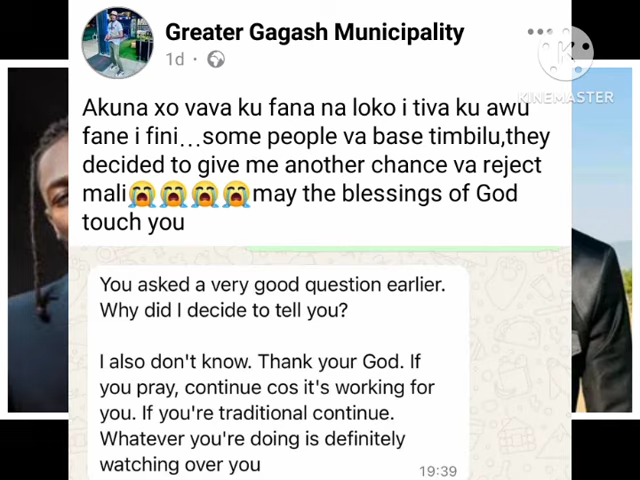 Greater Gagash Municipality
1d ·
KINEMASTER
Akuna xo vava ku fana na loko i tiva ku awu
fane i fini...some people va base timbilu,they
decided to give me another chance va reject
mali😭😭😭😭may the blessings of God
touch you
You asked a very good question earlier.
Why did I decide to tell you?
I also don't know. Thank your God. If
you pray, continue cos it's working for
you. If you're traditional continue.
Whatever you're doing is definitely
watching over you
19:39